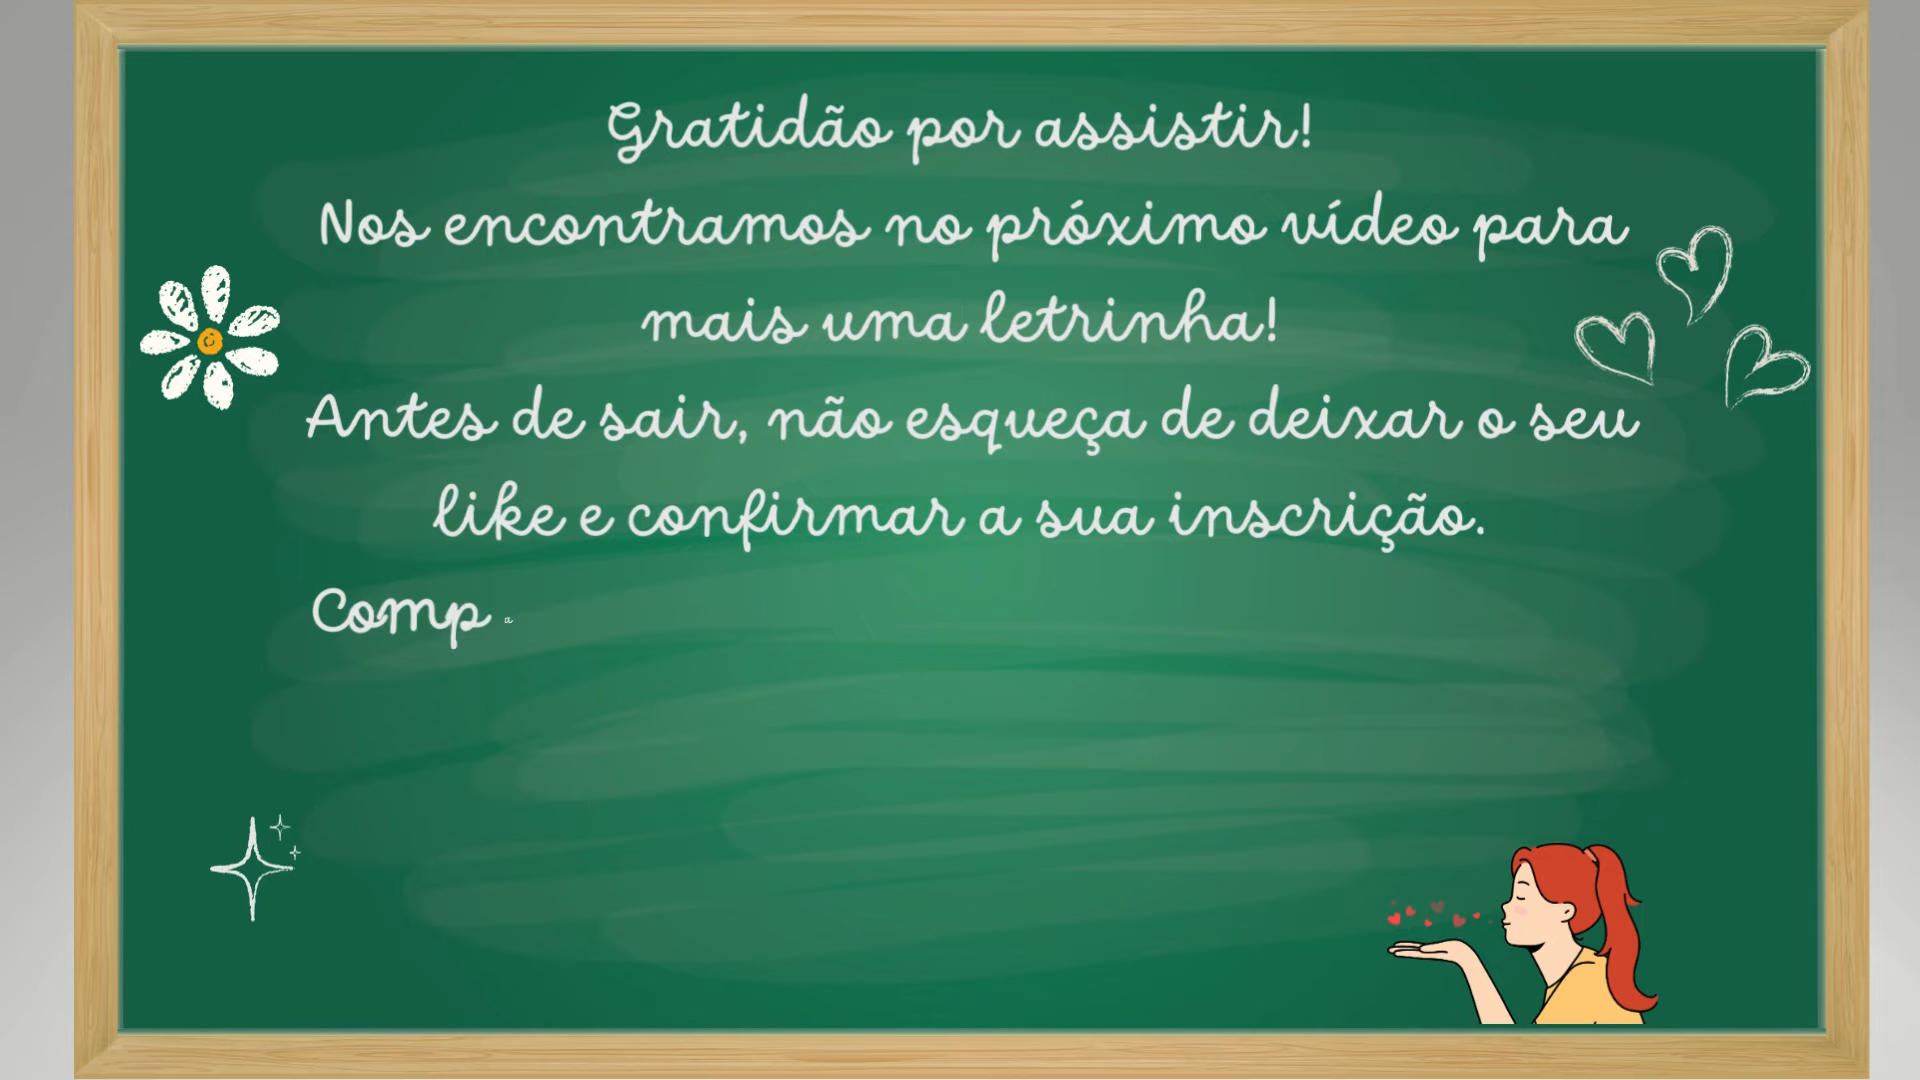 Gratidão por assistir!
Nos encontramos no próximo vídeo para
mais uma letrinha!
Antes de sair, não esqueça de deixar o seu
like e confirmar a sua inscrição.
Comp a